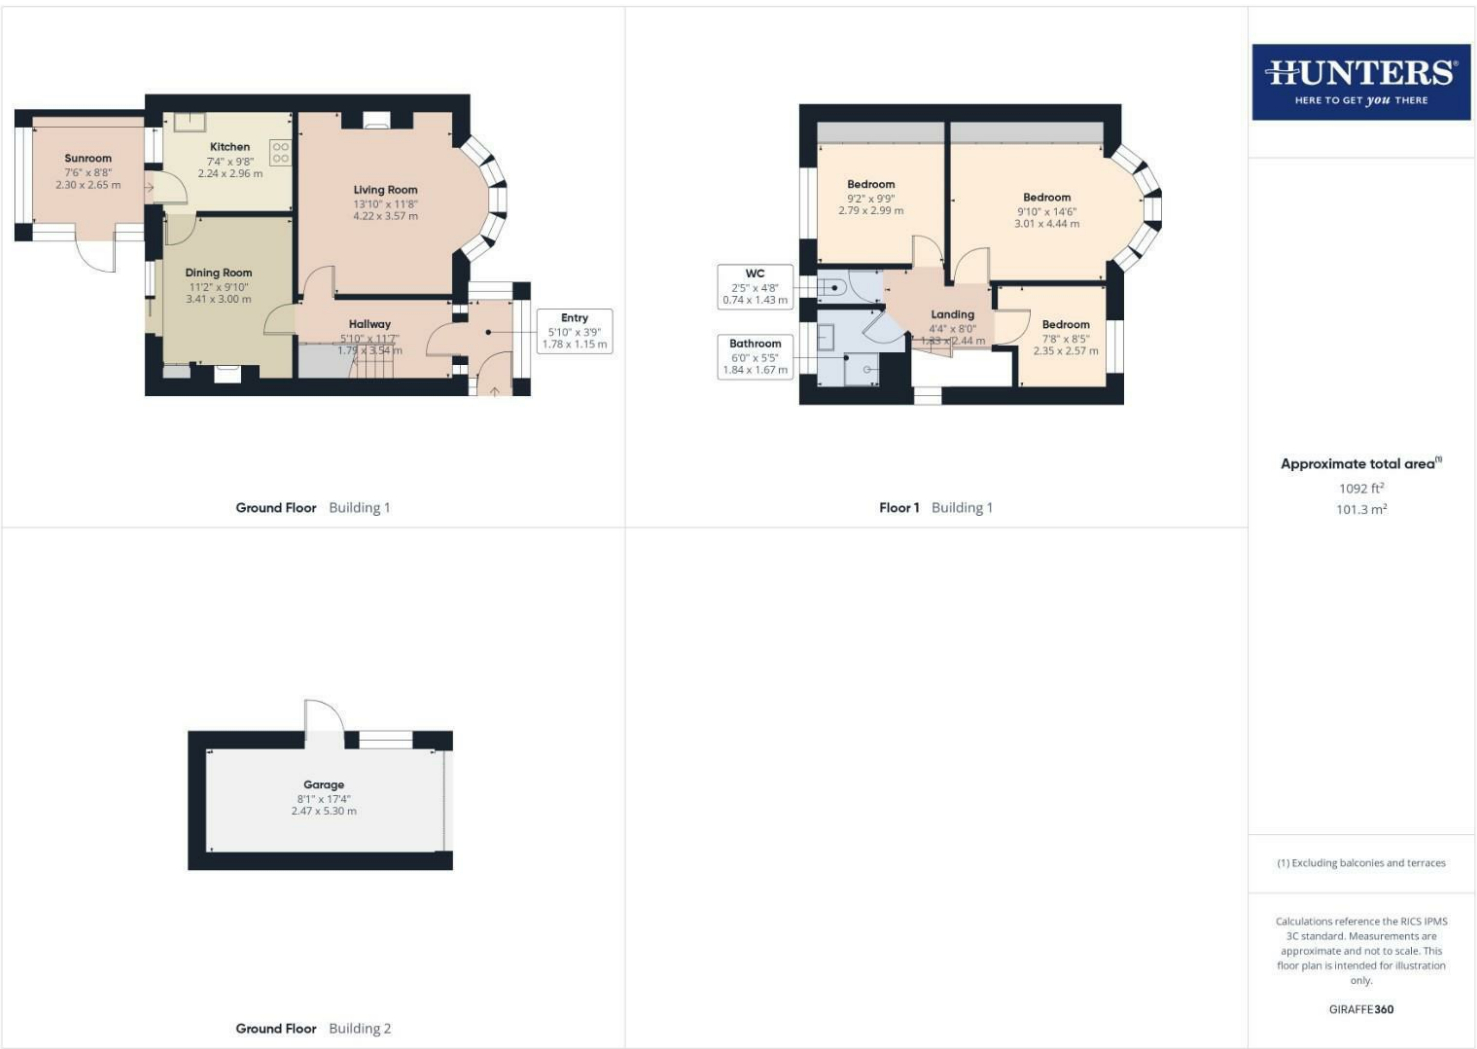 Sunroom
7'6" x 8'8"
2.30 x 2.65 m
Kitchen
7'4" x 9'8"
2.24 x 2.96 m
Living Room
13'10" x 11'8"
4.22 x 3.57 m
Dining Room
11'2" x 9'10"
3.41 x 3.00 m
Hallway
5'10" x 11'7"
1.79 x 3.54 m
Entry
5'10" x 3'9"
1.78 x 1.15 m
Ground Floor Building 1
Bedroom
9'2" x 9'9"
2.79 x 2.99 m
Bedroom
9'10" x 14'6"
3.01 x 4.44 m
WC
2'5" x 4'8"
0.74 x 1.43 m
Landing
4'4" x 8'0"
1.33 x 2.44 m
Bedroom
7'8" x 8'5"
2.35 x 2.57 m
Bathroom
6'0" x 5'5"
1.84 x 1.67 m
Floor 1 Building 1
Garage
8'1" x 17'4"
2.47 x 5.30 m
Ground Floor Building 2
HUNTERS®
HERE TO GET you THERE
Approximate total area(1)
1092 ft²
101.3 m²
(1) Excluding balconies and terraces
Calculations reference the RICS IPMS
3C standard. Measurements are
approximate and not to scale. This
floor plan is intended for illustration
only.
GIRAFFE360